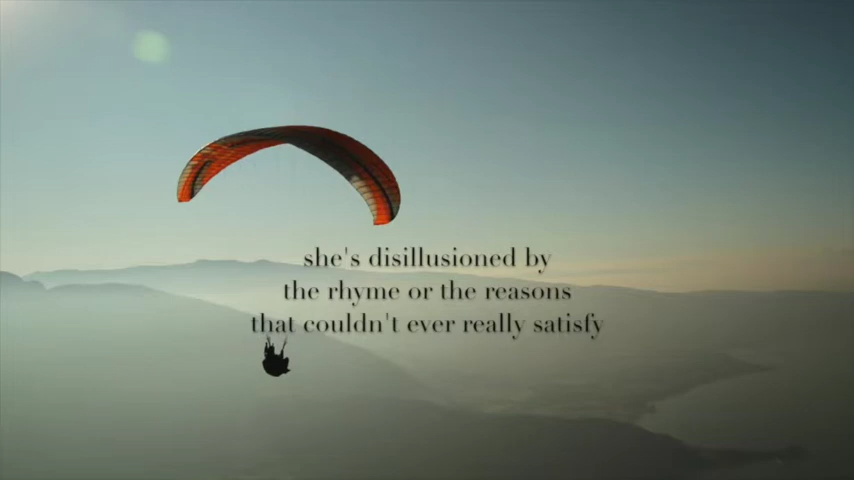 she's disillusioned by
the rhyme or the reasons
that couldn't ever really satisfy